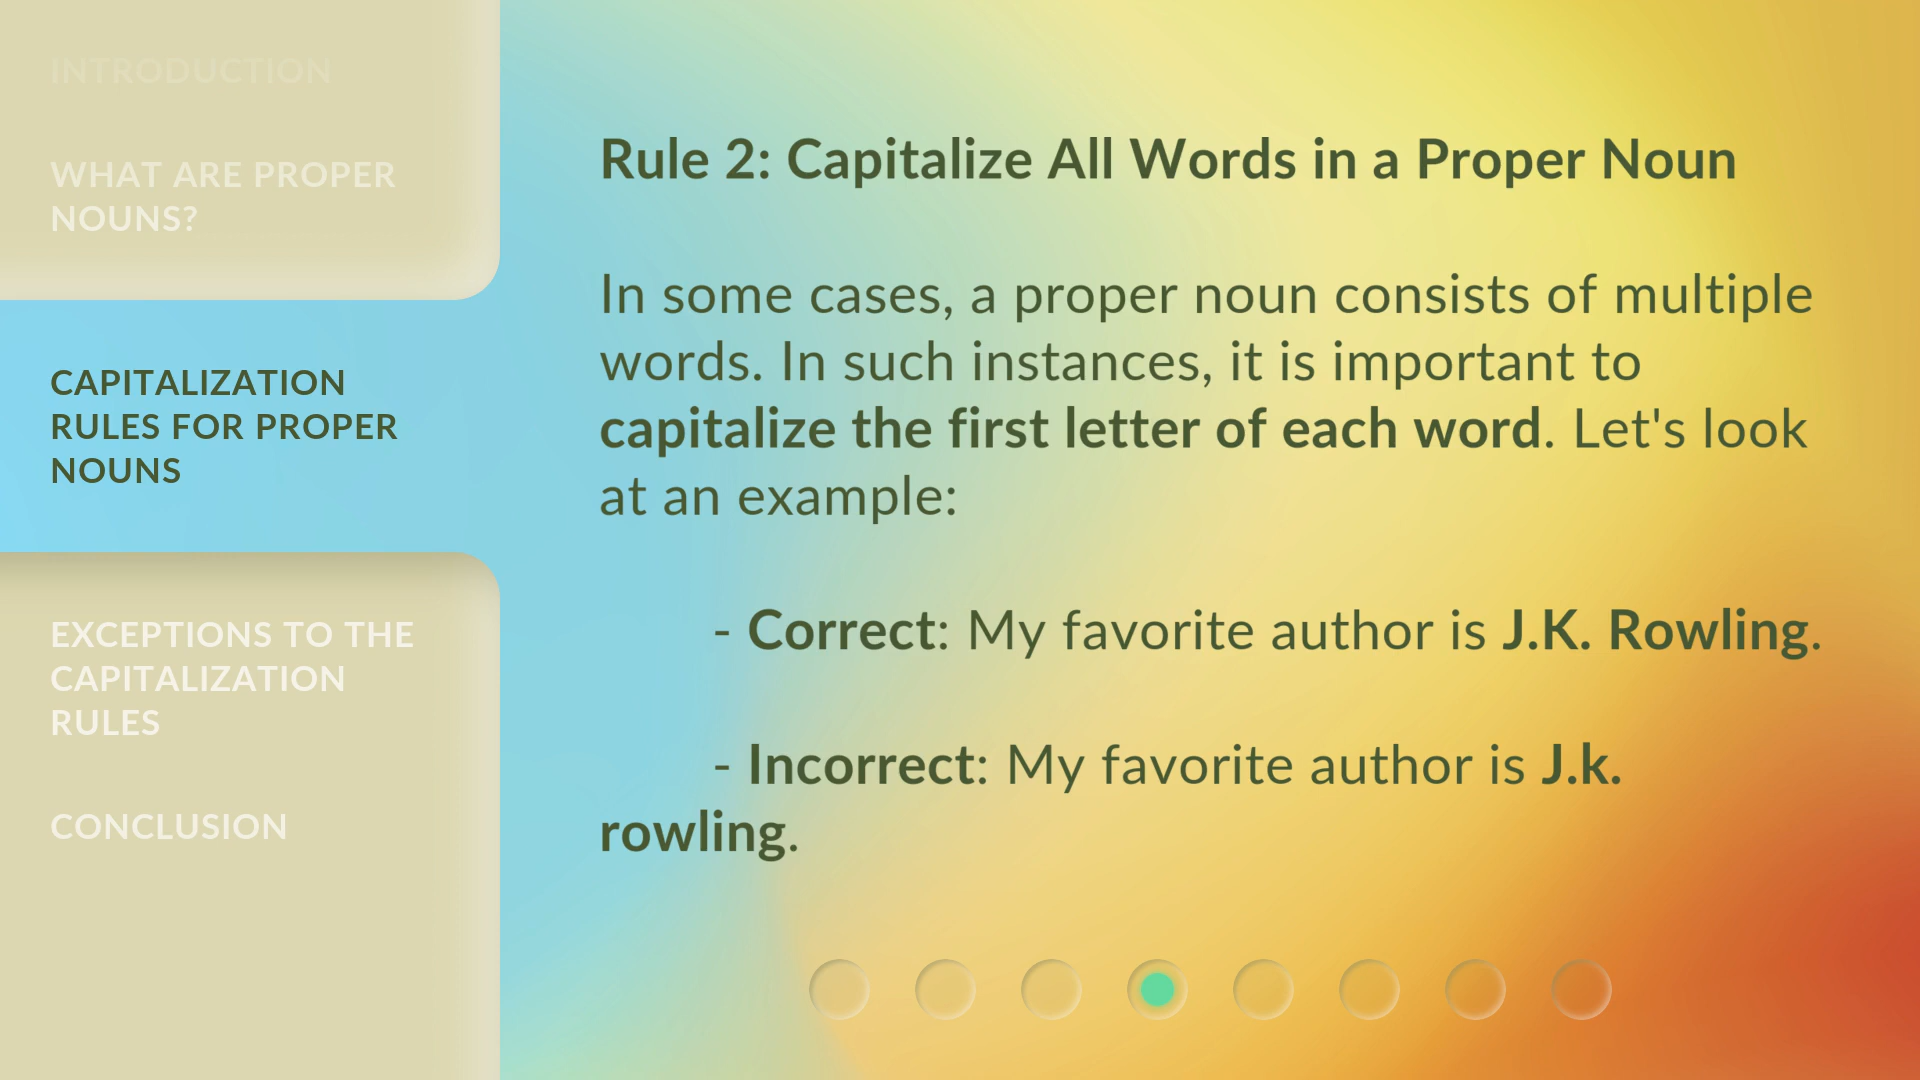 INTRODUCTION
WHAT ARE PROPER
NOUNS?
CAPITALIZATION
RULES FOR PROPER
NOUNS
EXCEPTIONS TO THE
CAPITALIZATION
RULES
CONCLUSION
Rule 2: Capitalize All Words in a Proper Noun
In some cases, a proper noun consists of multiple
words. In such instances, it is important to
capitalize the first letter of each word. Let's look
at an example:
- Correct: My favorite author is J.K. Rowling.
- Incorrect: My favorite author is J.k.
rowling.